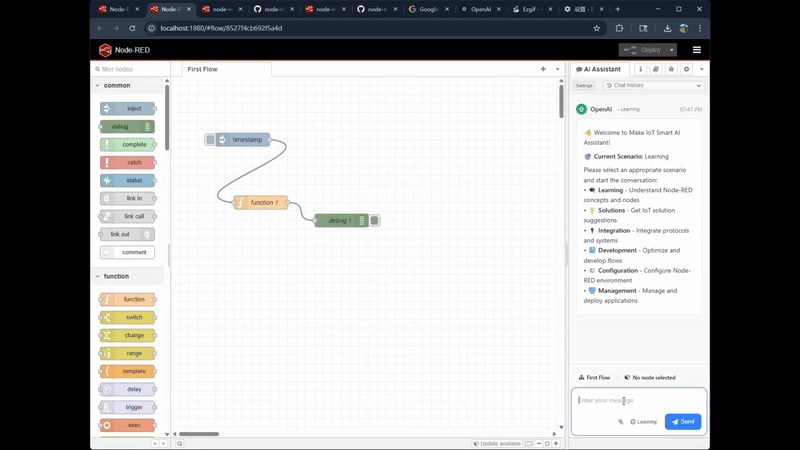 Node-R
Node-R
node-re
node-re
node-re
node-re
Google
OpenAI
Ezgif -
设置 -
localhost:1880/#flow/8527f4cb692f5a4d
Node-RED
Deploy
filter nodes
First Flow
AI Assistant
common
inject
debug
complete
catch
status
link in
link call
link out
comment
function
function
switch
change
range
template
delay
trigger
exec
timestamp
function 1
debug 1
Settings
Chat History
OpenAI - Learning
07:47 PM
👋 Welcome to Make IoT Smart AI
Assistant!
Current Scenario: Learning
Please select an appropriate scenario
and start the conversation:
• Learning - Understand Node-RED
concepts and nodes
• Solutions - Get IoT solution
suggestions
• Integration - Integrate protocols
and systems
• Development - Optimize and
develop flows
• Configuration - Configure Node-
RED environment
• Management - Manage and
deploy applications
First Flow
No node selected
Enter your message
Learning
Send
Update available